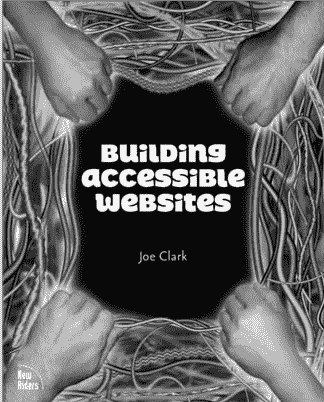 Building
accessible
websites
Joe Clark
New
Riders